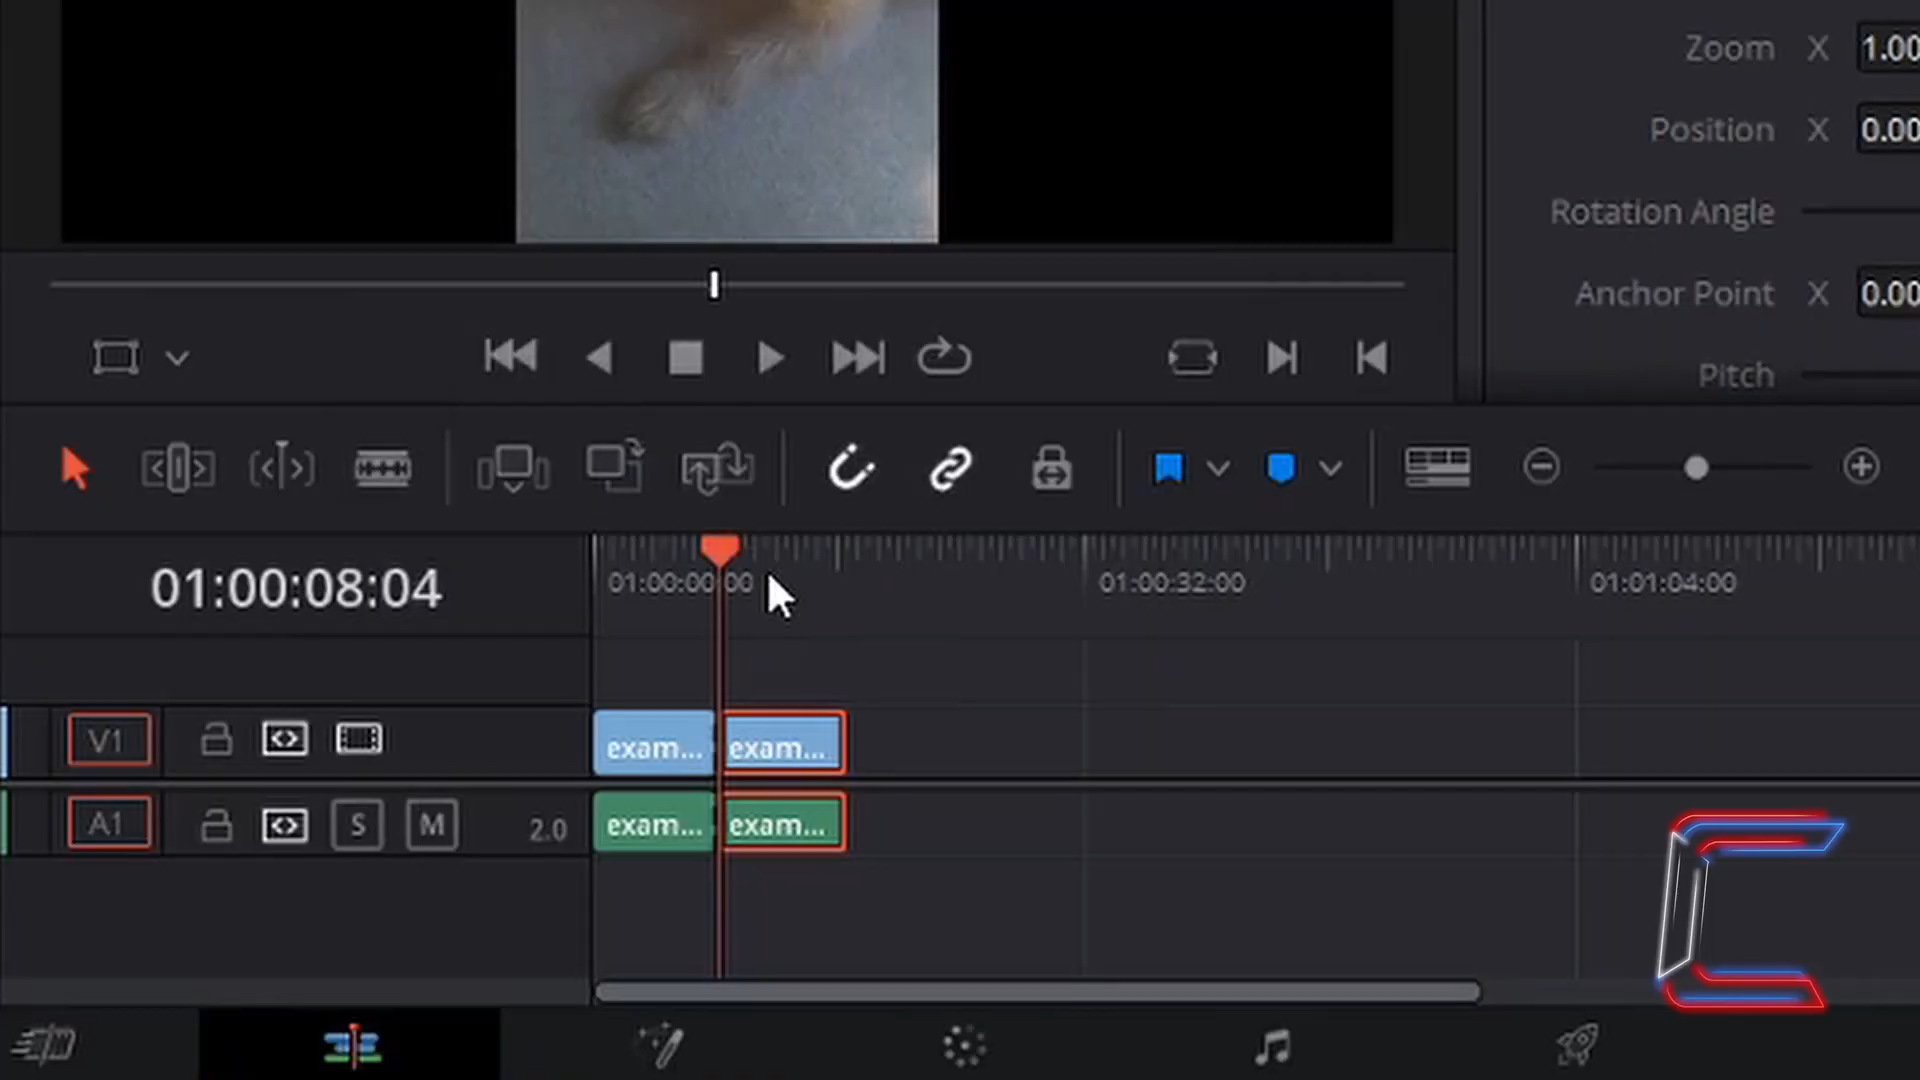 Zoom X 1.00
Position X 0.00
Rotation Angle
Anchor Point X 0.00
Pitch
01:00:08:04
01:00:00:00 01:00:32:00 01:01:04:00
V1 exam... exam...
A1 S M 2.0 exam... exam...